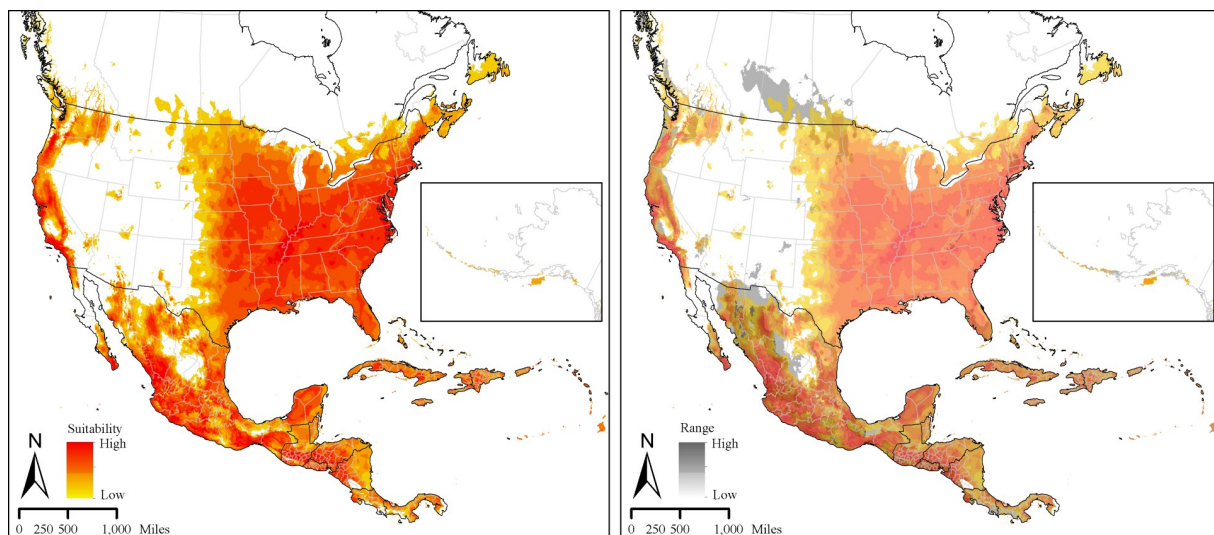 Suitability
N
High
Low
0 250 500 1,000 Miles
Range
N
High
Low
0 250 500 1,000 Miles